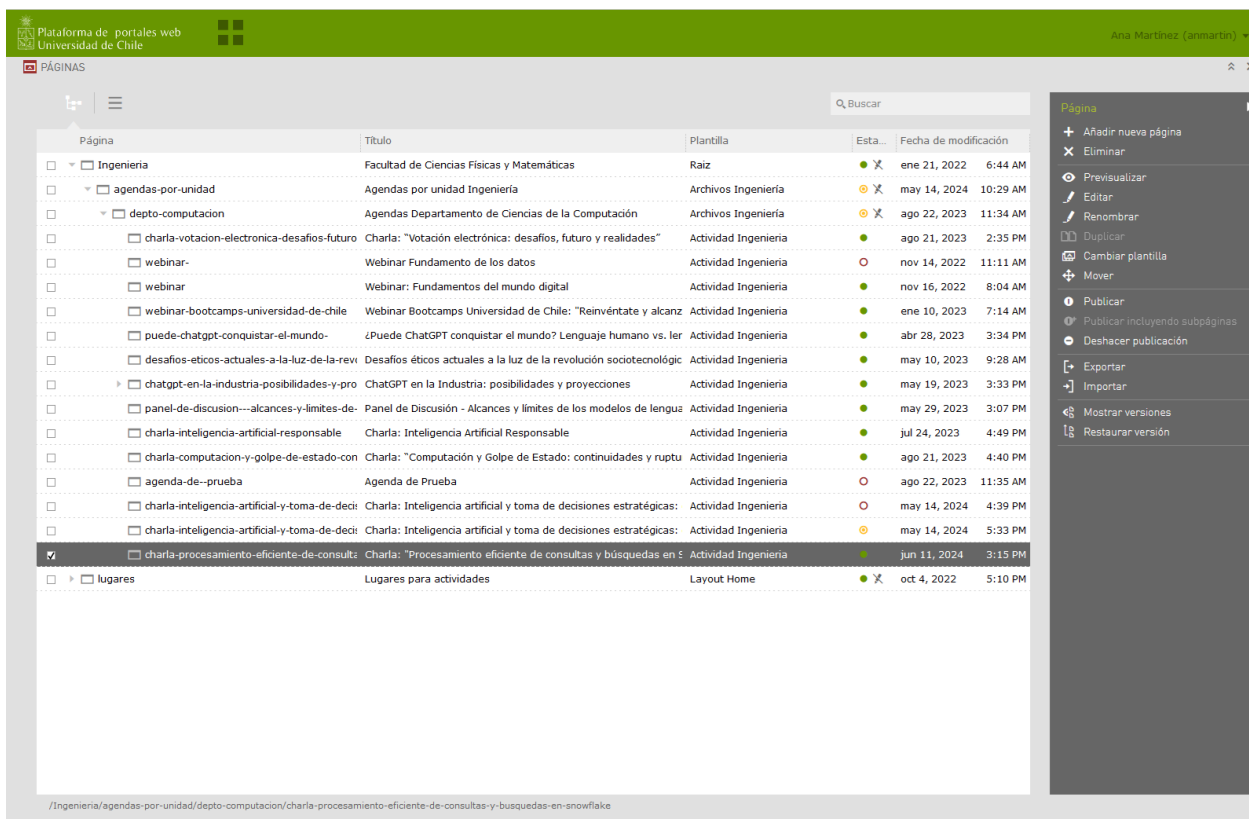 Plataforma de portales web
Universidad de Chile
Ana Martínez (anmartin)
PÁGINAS
Buscar
Página Título Plantilla Esta... Fecha de modificación
Ingenieria Facultad de Ciencias Físicas y Matemáticas Raiz ene 21, 2022 6:44 AM
agendas-por-unidad Agendas por unidad Ingeniería Archivos Ingeniería may 14, 2024 10:29 AM
depto-computacion Agendas Departamento de Ciencias de la Computación Archivos Ingeniería ago 22, 2023 11:34 AM
charla-votacion-electronica-desafios-futuro Charla: "Votación electrónica: desafíos, futuro y realidades" Actividad Ingenieria ago 21, 2023 2:35 PM
webinar- Webinar Fundamento de los datos Actividad Ingenieria nov 14, 2022 11:11 AM
webinar Webinar: Fundamentos del mundo digital Actividad Ingenieria nov 16, 2022 8:04 AM
webinar-bootcamps-universidad-de-chile Webinar Bootcamps Universidad de Chile: "Reinvéntate y alcanz Actividad Ingenieria ene 10, 2023 7:14 AM
puede-chatgpt-conquistar-el-mundo- ¿Puede ChatGPT conquistar el mundo? Lenguaje humano vs. ler Actividad Ingenieria abr 28, 2023 3:34 PM
desafios-eticos-actuales-a-la-luz-de-la-revo Desafíos éticos actuales a la luz de la revolución sociotecnológic Actividad Ingenieria may 10, 2023 9:28 AM
chatgpt-en-la-industria-posibilidades-y-pro ChatGPT en la Industria: posibilidades y proyecciones Actividad Ingenieria may 19, 2023 3:33 PM
panel-de-discusion---alcances-y-limites-de- Panel de Discusión - Alcances y límites de los modelos de lengua Actividad Ingenieria may 29, 2023 3:07 PM
charla-inteligencia-artificial-responsable Charla: Inteligencia Artificial Responsable Actividad Ingenieria jul 24, 2023 4:49 PM
charla-computacion-y-golpe-de-estado-con Charla: "Computación y Golpe de Estado: continuidades y ruptu Actividad Ingenieria ago 21, 2023 4:40 PM
agenda-de--prueba Agenda de Prueba Actividad Ingenieria ago 22, 2023 11:35 AM
charla-inteligencia-artificial-y-toma-de-decis Charla: Inteligencia artificial y toma de decisiones estratégicas: Actividad Ingenieria may 14, 2024 4:39 PM
charla-inteligencia-artificial-y-toma-de-decis Charla: Inteligencia artificial y toma de decisiones estratégicas: Actividad Ingenieria may 14, 2024 5:33 PM
charla-procesamiento-eficiente-de-consulta Charla: "Procesamiento eficiente de consultas y búsquedas en S Actividad Ingenieria jun 11, 2024 3:15 PM
lugares Lugares para actividades Layout Home oct 4, 2022 5:10 PM
/Ingenieria/agendas-por-unidad/depto-computacion/charla-procesamiento-eficiente-de-consultas-y-busquedas-en-snowflake
Página
Añadir nueva página
Eliminar
Previsualizar
Editar
Renombrar
Duplicar
Cambiar plantilla
Mover
Publicar
Publicar incluyendo subpáginas
Deshacer publicación
Exportar
Importar
Mostrar versiones
Restaurar versión